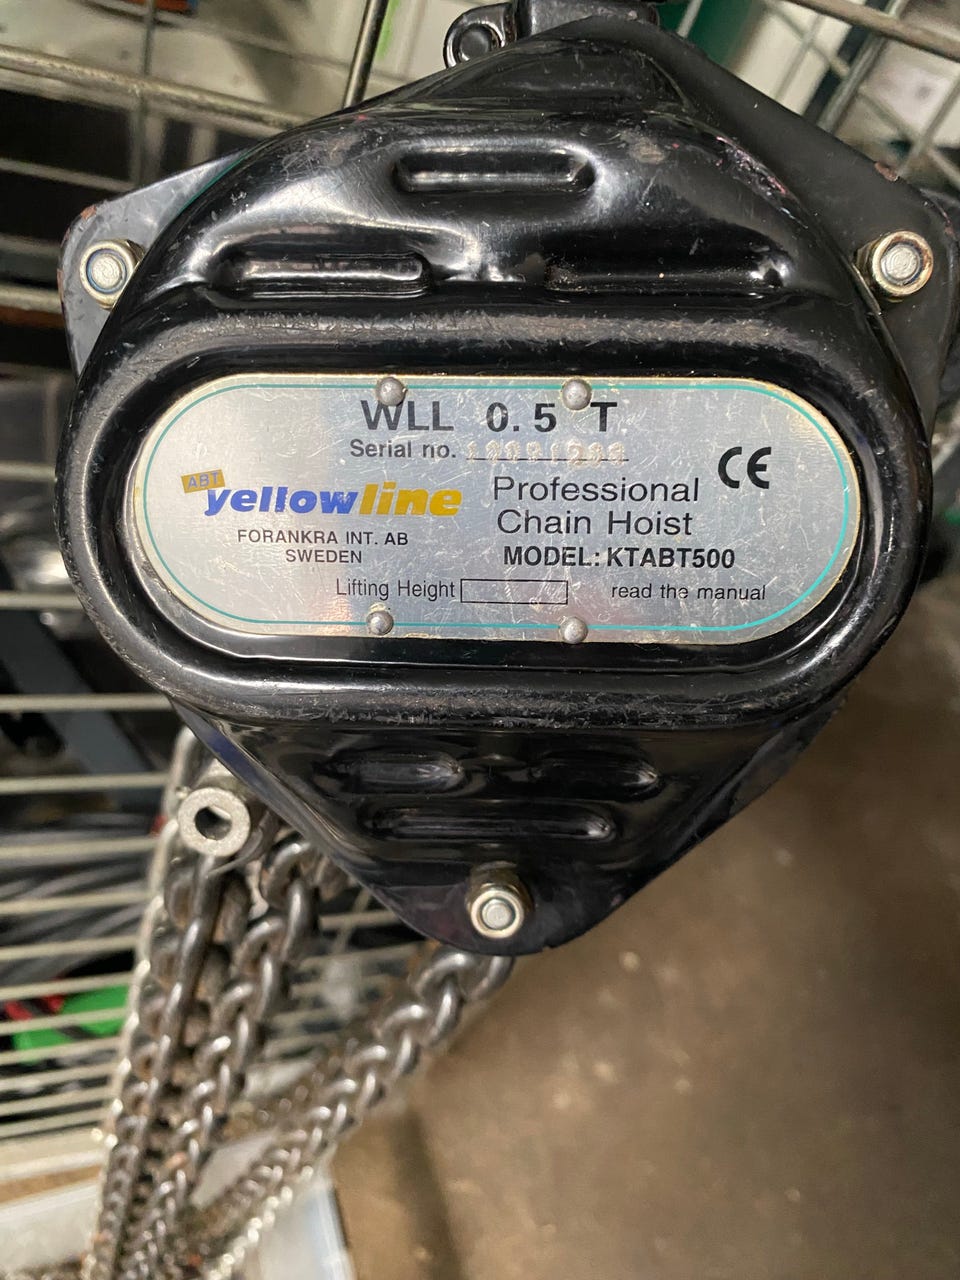 WLL 0.5 T
Serial no.
CE
ABT
yellowline
Professional
Chain Hoist
FORANKRA INT. AB
SWEDEN
MODEL: KTABT500
Lifting Height
read the manual